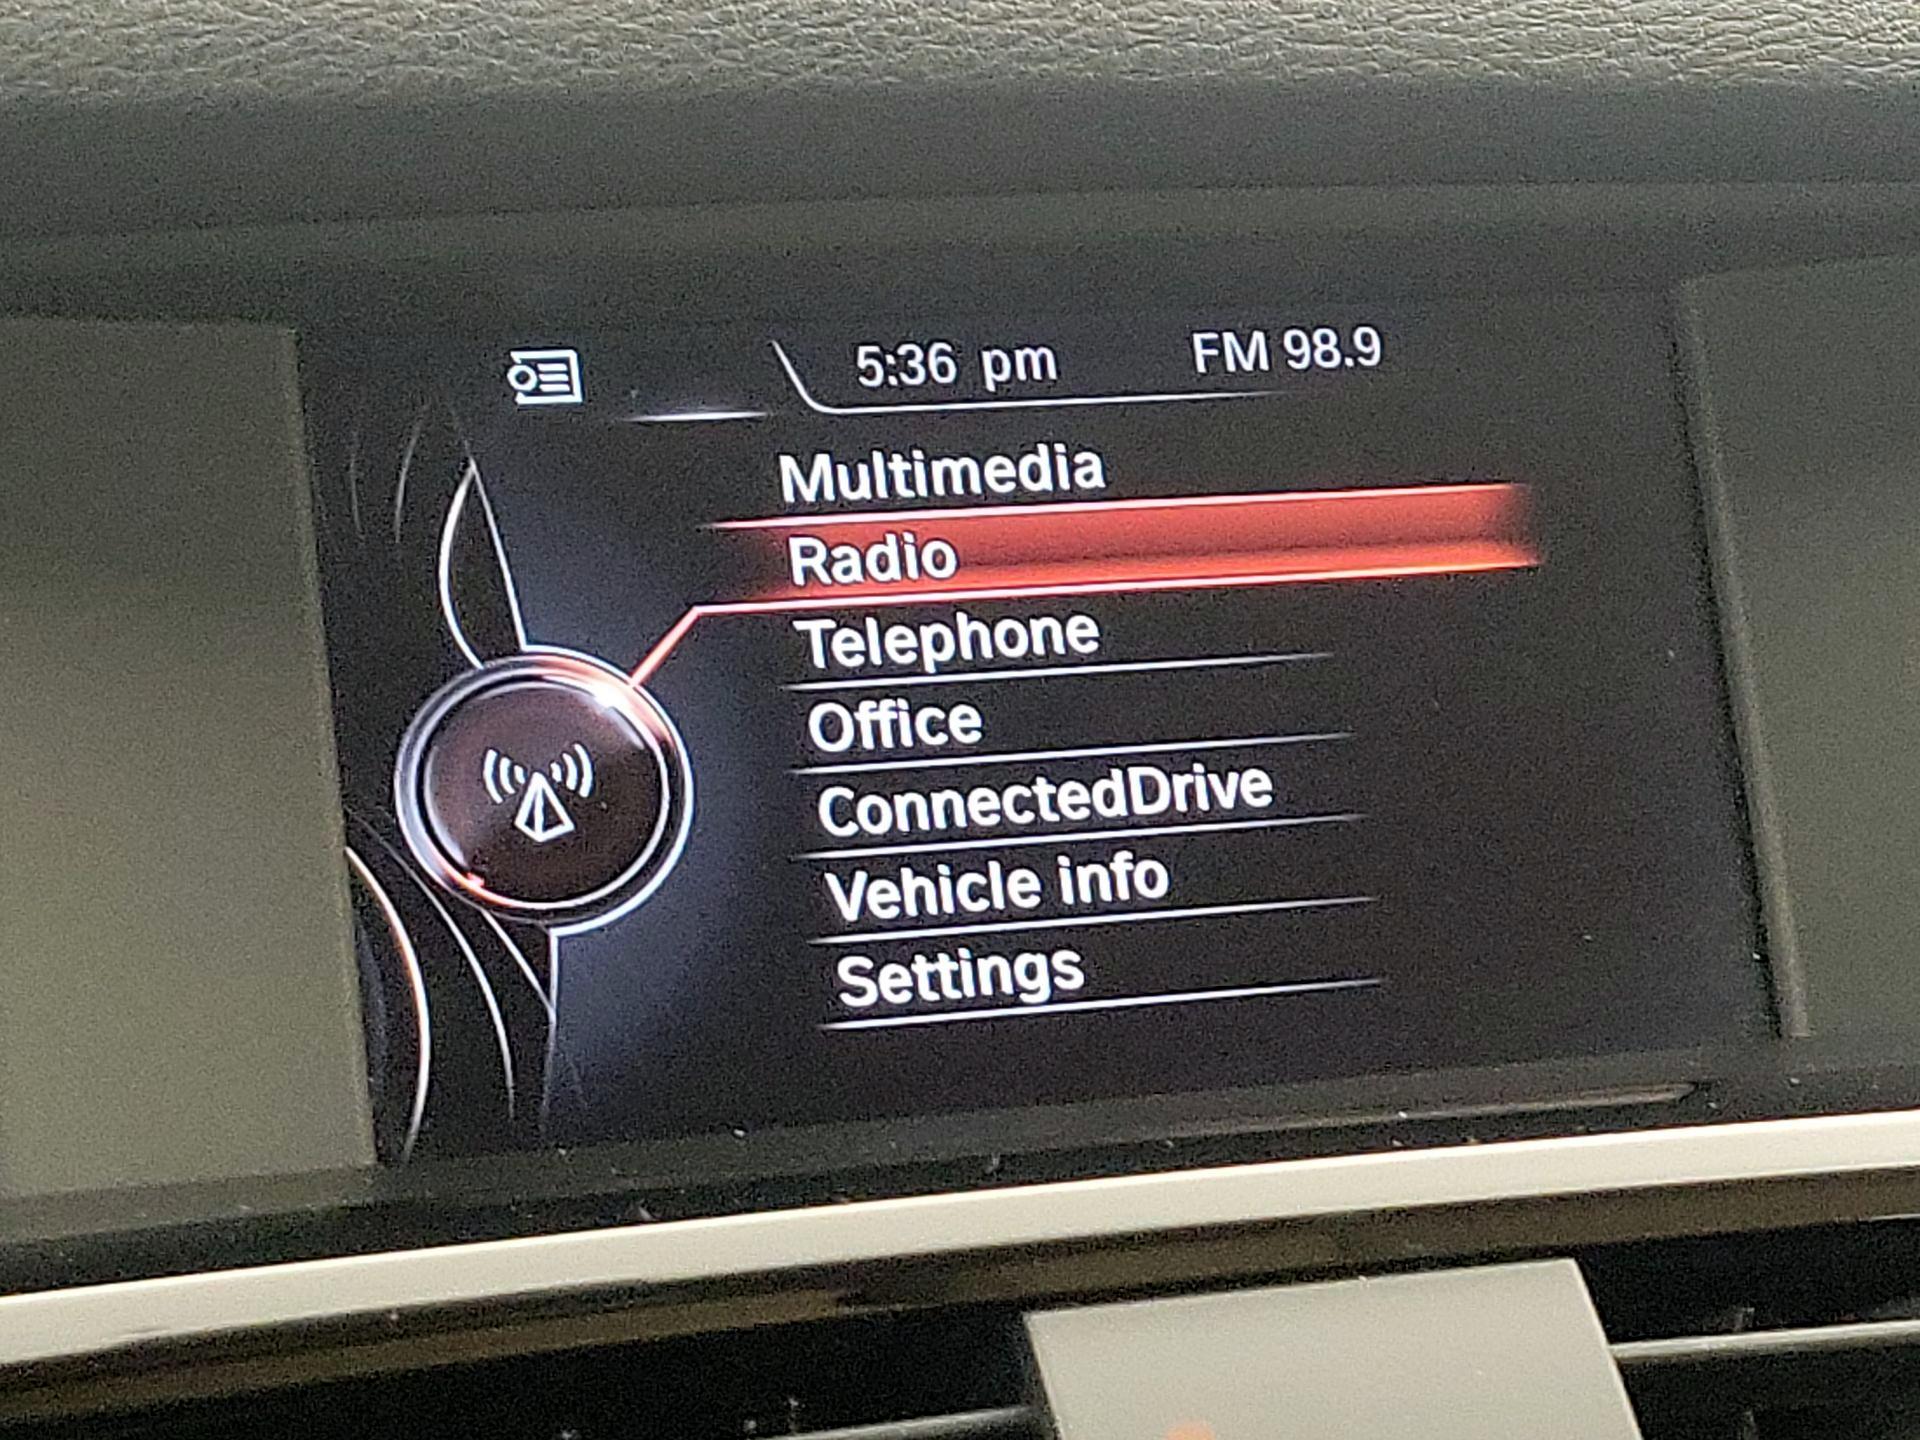 5:36 pm FM 98.9
Multimedia
Radio
Telephone
Office
ConnectedDrive
Vehicle info
Settings